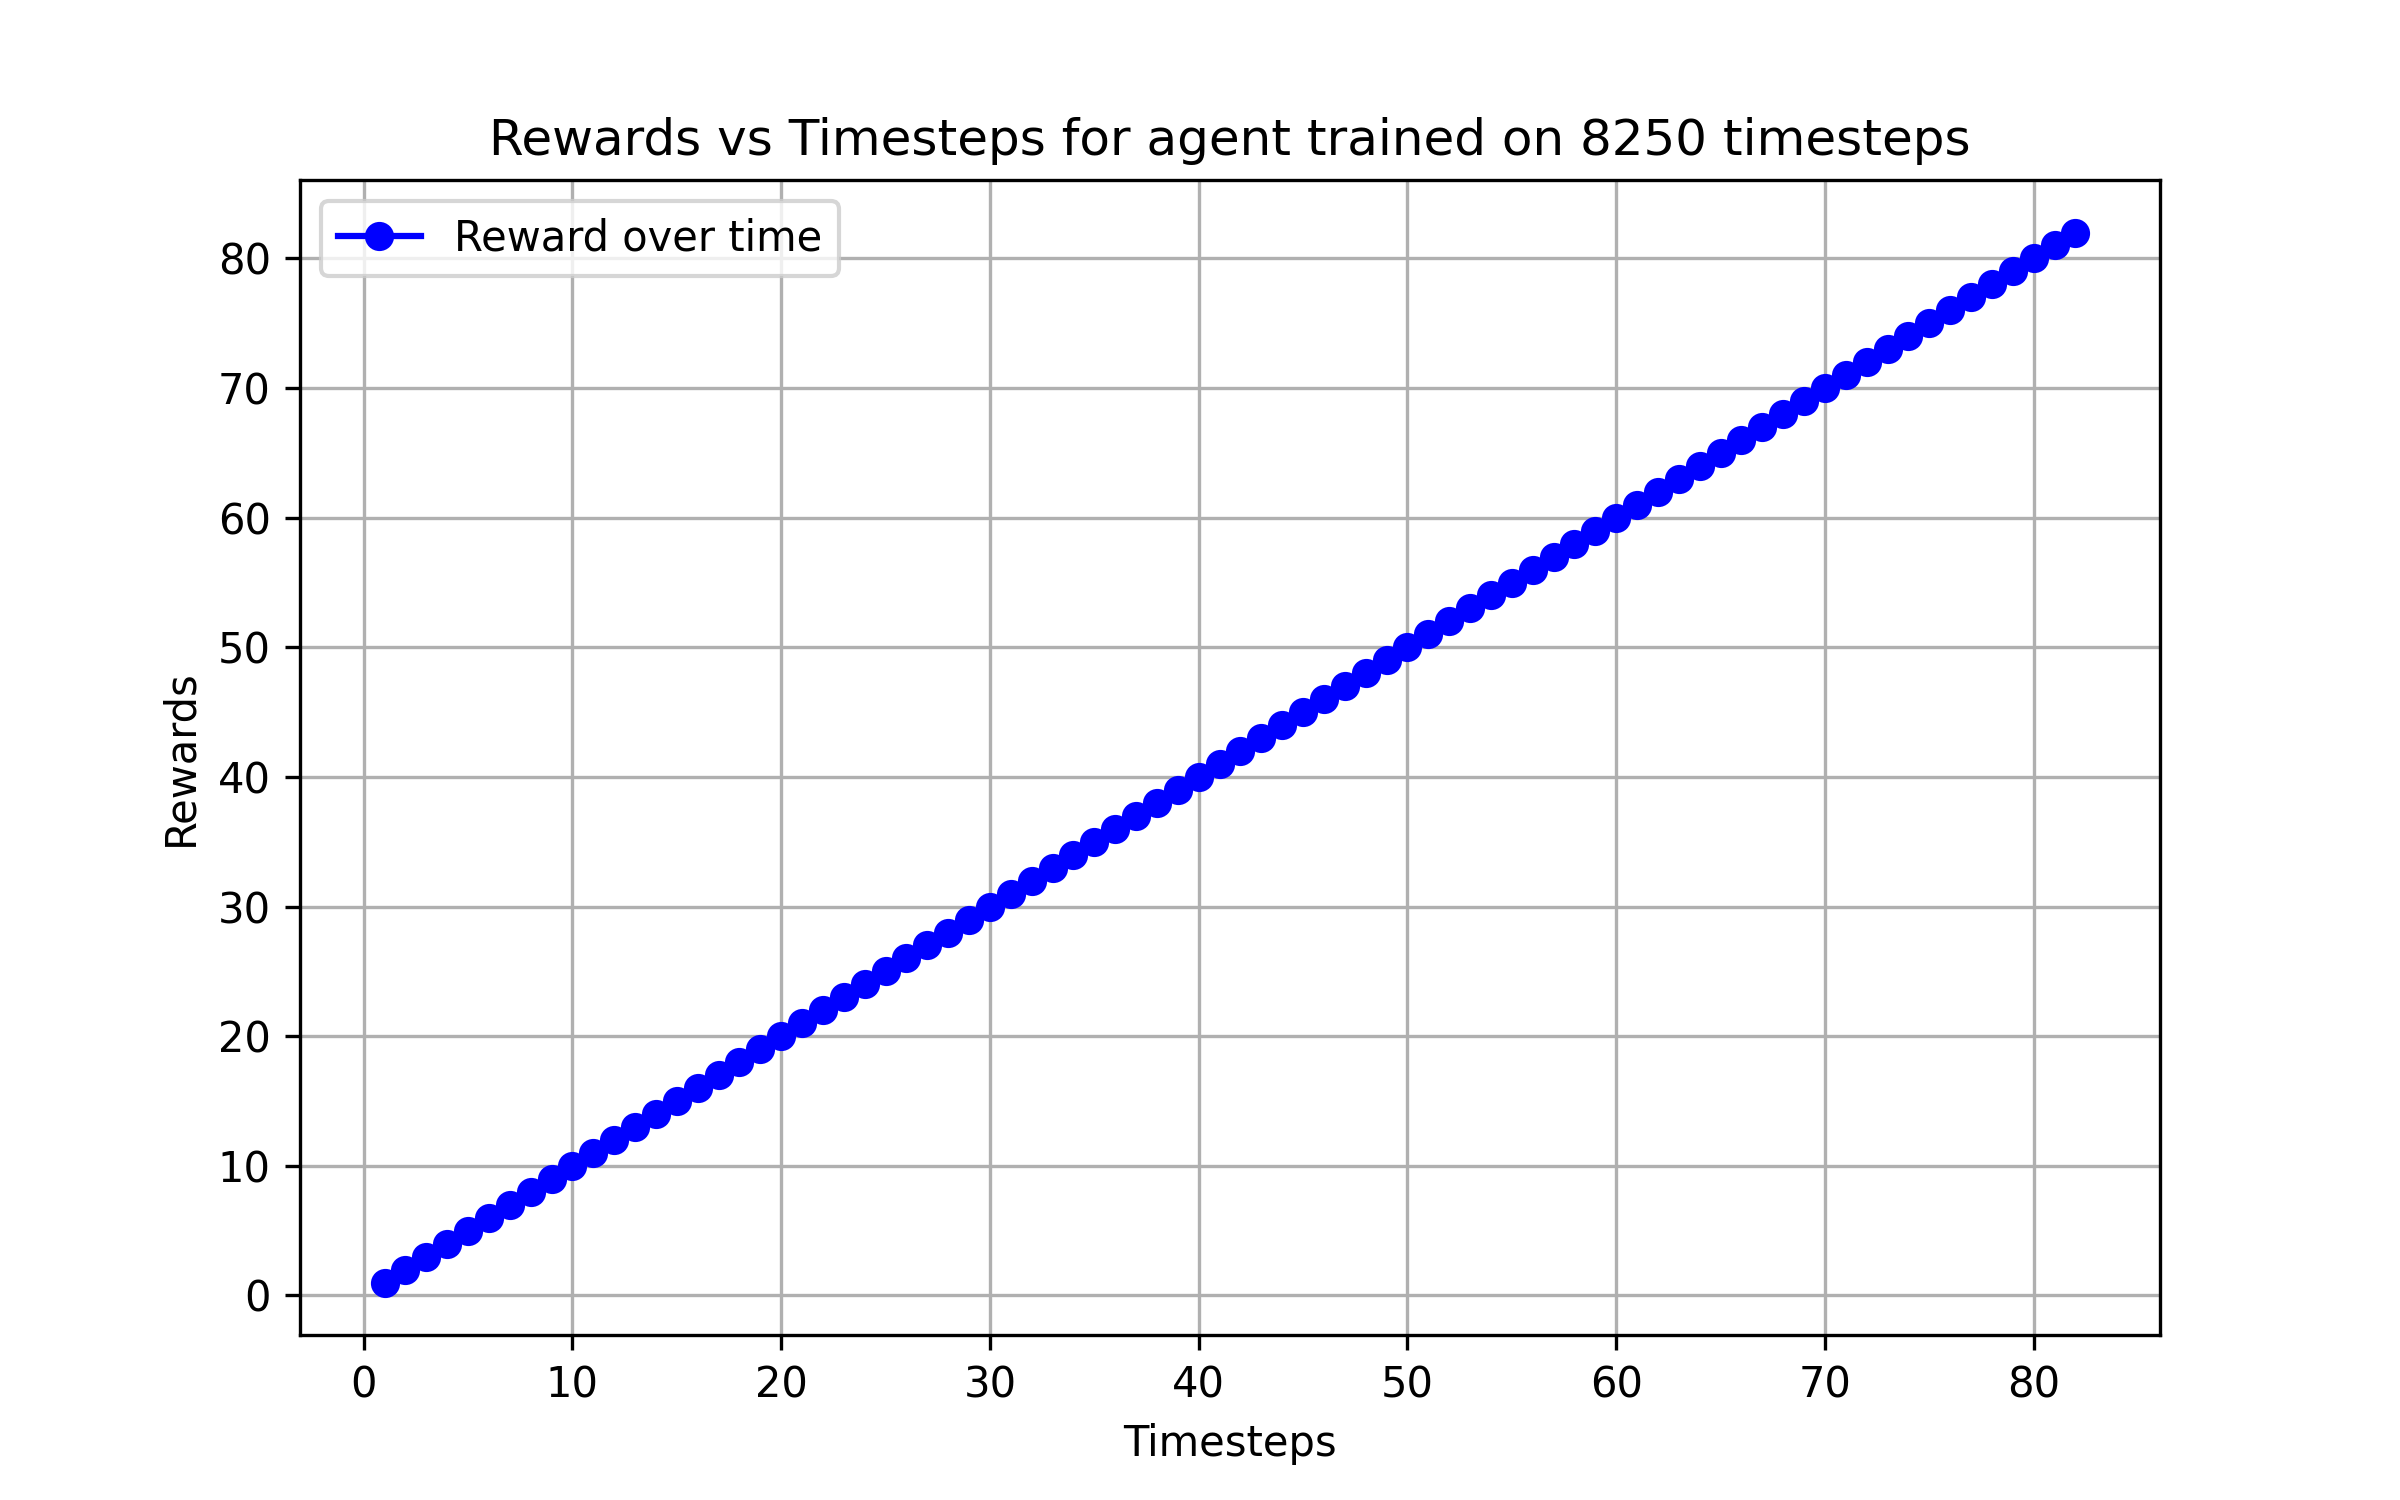 Rewards vs Timesteps for agent trained on 8250 timesteps
Reward over time
80
70
60
50
40
30
20
10
0
Rewards
0 10 20 30 40 50 60 70 80
Timesteps